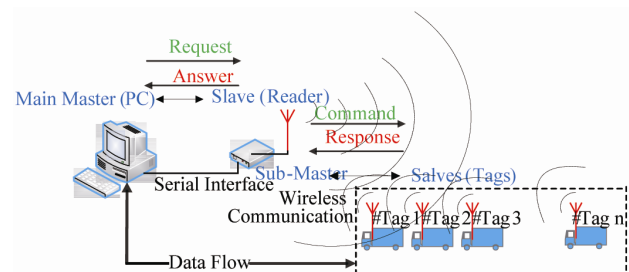 Request
Answer
Main Master (PC)
Slave (Reader)
Command
Response
Sub-Master
Salves (Tags)
Serial Interface
Wireless
Communication
#Tag 1
#Tag 2
#Tag 3
#Tag n
Data Flow